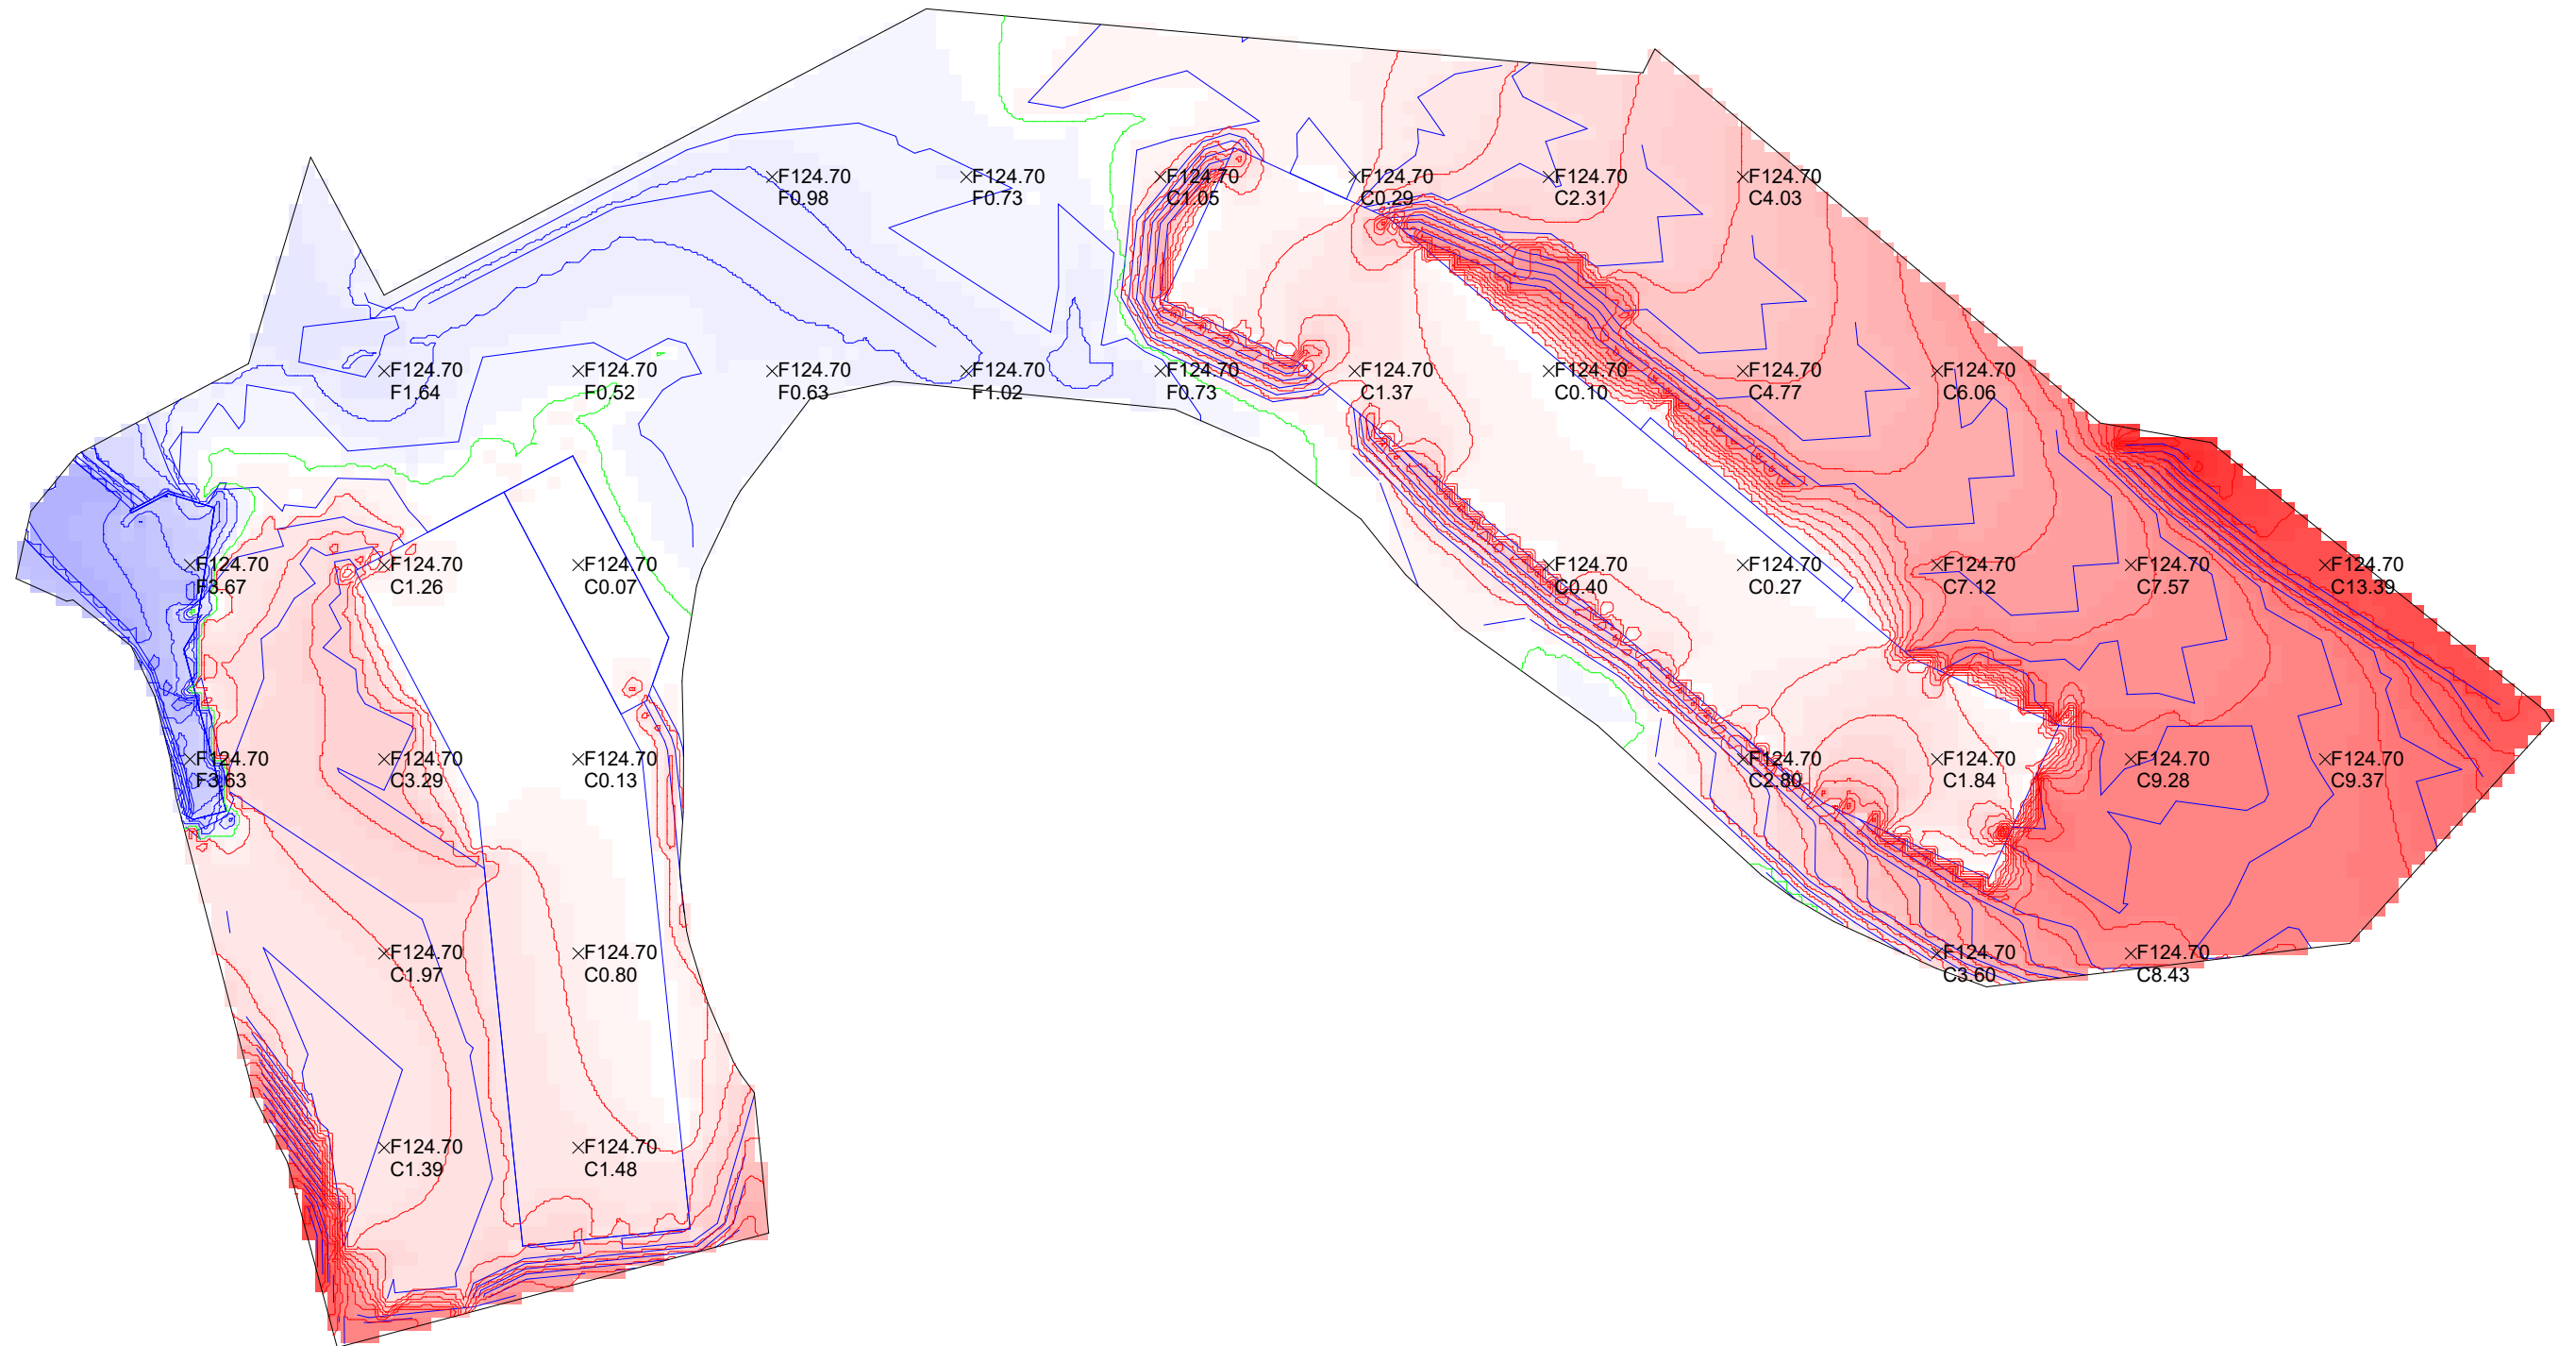 ×F124.70 ×F124.70 ×F124.70 ×F124.70 ×F124.70 ×F124.70
F0.98 F0.73 C1.05 C0.29 C2.31 C4.03
×F124.70 ×F124.70 ×F124.70 ×F124.70 ×F124.70 ×F124.70 ×F124.70 ×F124.70 ×F124.70
F1.64 F0.52 F0.63 F1.02 F0.73 C1.37 C0.10 C4.77 C6.06
×F124.70 ×F124.70 ×F124.70 ×F124.70 ×F124.70 ×F124.70 ×F124.70 ×F124.70
F3.67 C1.26 C0.07 C0.40 C0.27 C7.12 C7.57 C13.39
×F124.70 ×F124.70 ×F124.70 ×F124.70 ×F124.70 ×F124.70 ×F124.70
F3.63 C3.29 C0.13 C2.80 C1.84 C9.28 C9.37
×F124.70 ×F124.70 ×F124.70 ×F124.70
C1.97 C0.80 C3.60 C8.43
×F124.70 ×F124.70
C1.39 C1.48